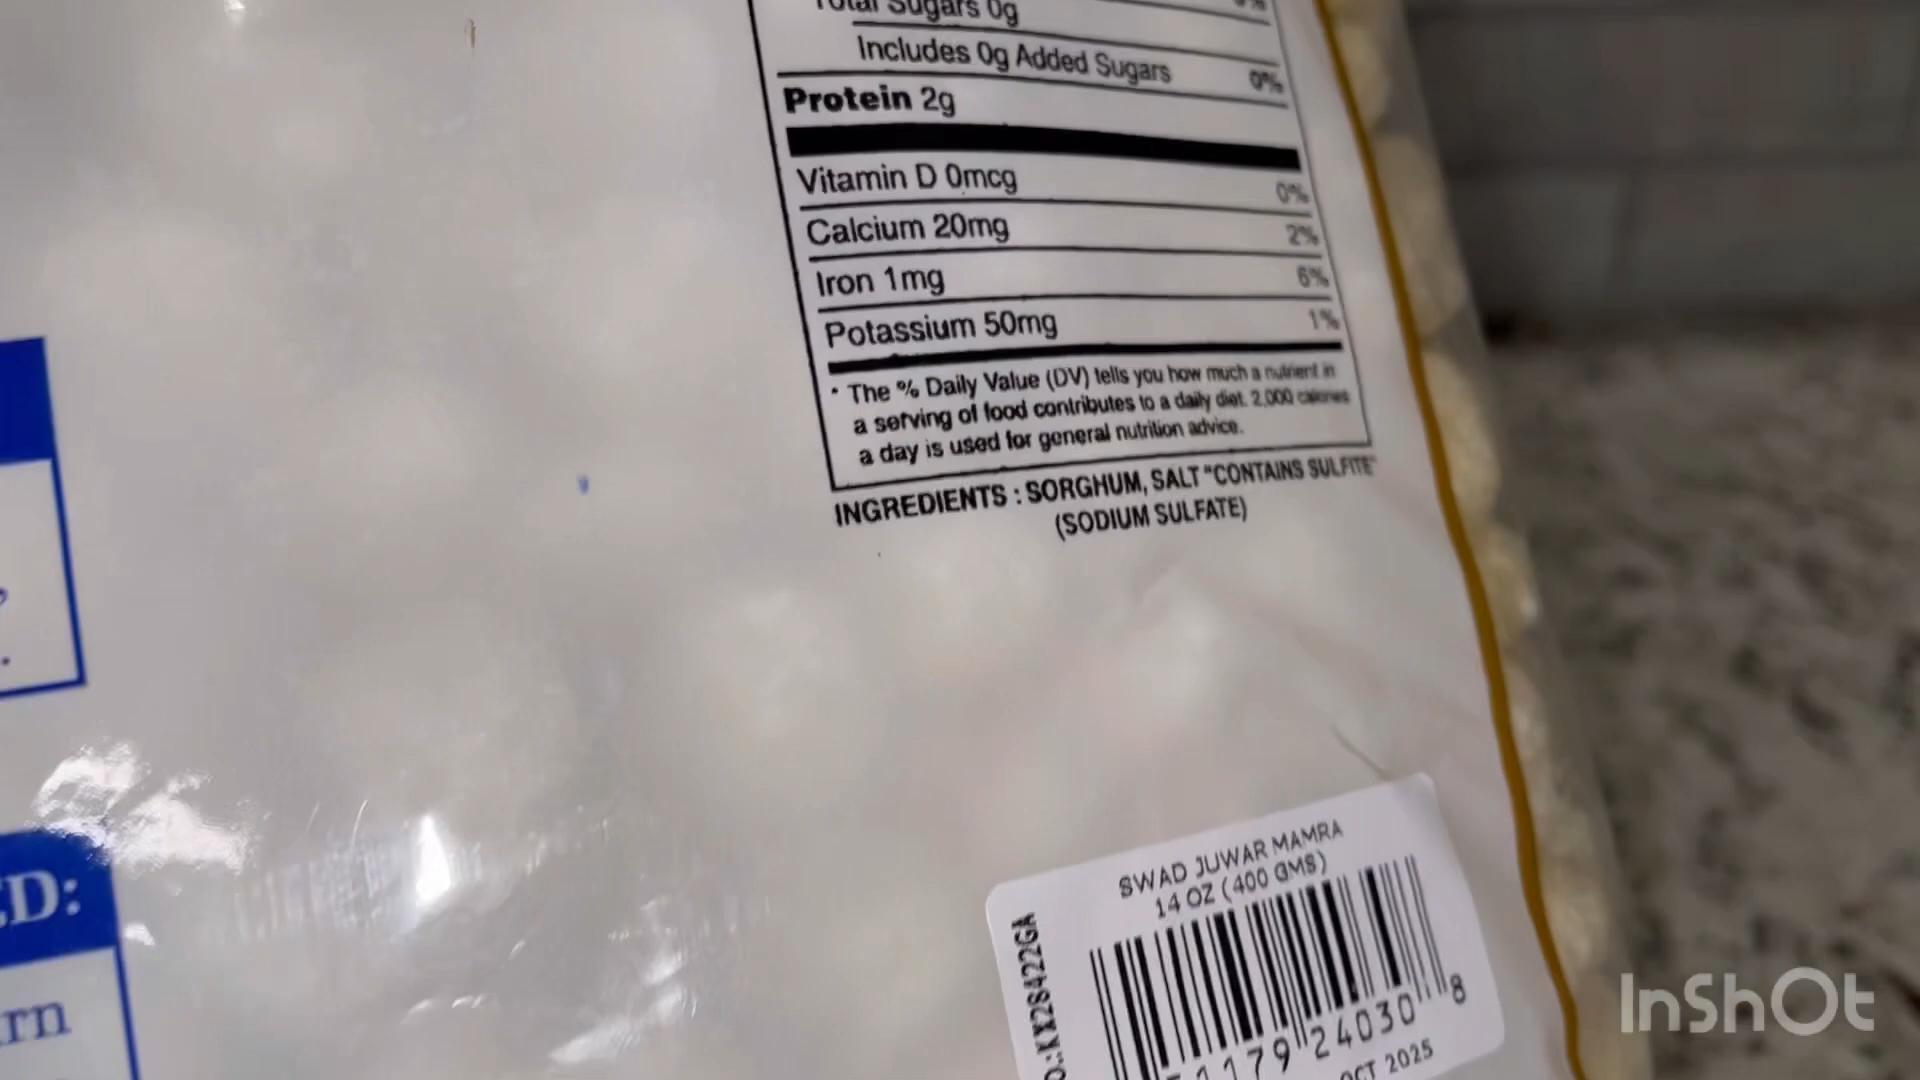 Total Sugars 0g
Includes 0g Added Sugars 0%
Protein 2g
Vitamin D 0mcg 0%
Calcium 20mg 2%
Iron 1mg 6%
Potassium 50mg 1%
* The % Daily Value (DV) tells you how much a nutrient in
a serving of food contributes to a daily diet. 2,000 calories
a day is used for general nutrition advice.
INGREDIENTS : SORGHUM, SALT "CONTAINS SULFITE"
(SODIUM SULFATE)
ED:
rn
SWAD JUWAR MAMRA
14 OZ (400 GMS)
O.:KX28422GA
1179 24030 8
OCT 2025
InShOt